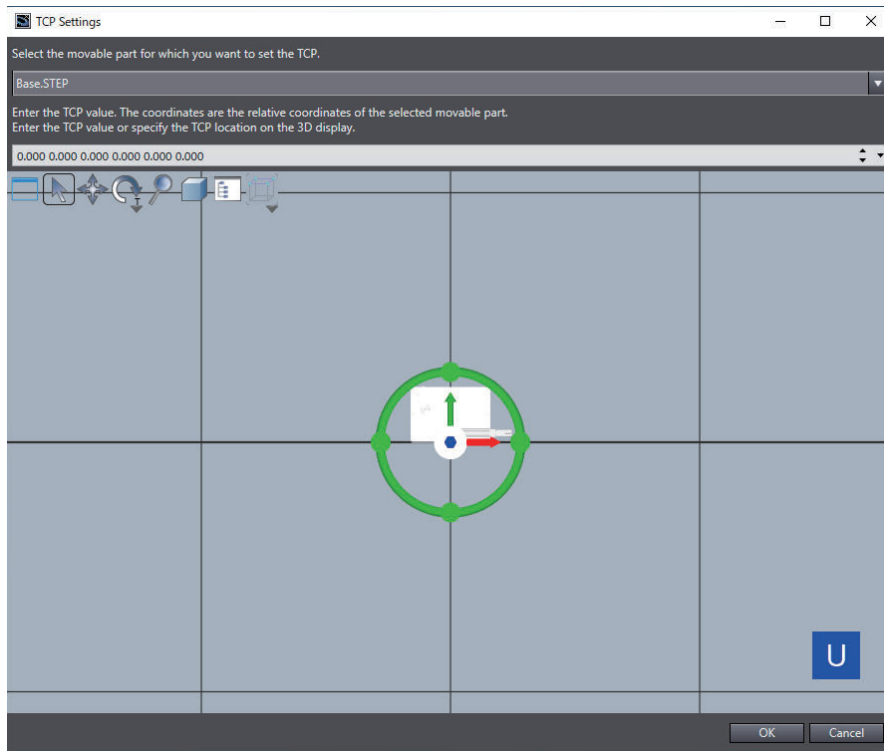 TCP Settings
Select the movable part for which you want to set the TCP.
Base.STEP
Enter the TCP value. The coordinates are the relative coordinates of the selected movable part.
Enter the TCP value or specify the TCP location on the 3D display.
0.000 0.000 0.000 0.000 0.000 0.000
I
U
OK Cancel